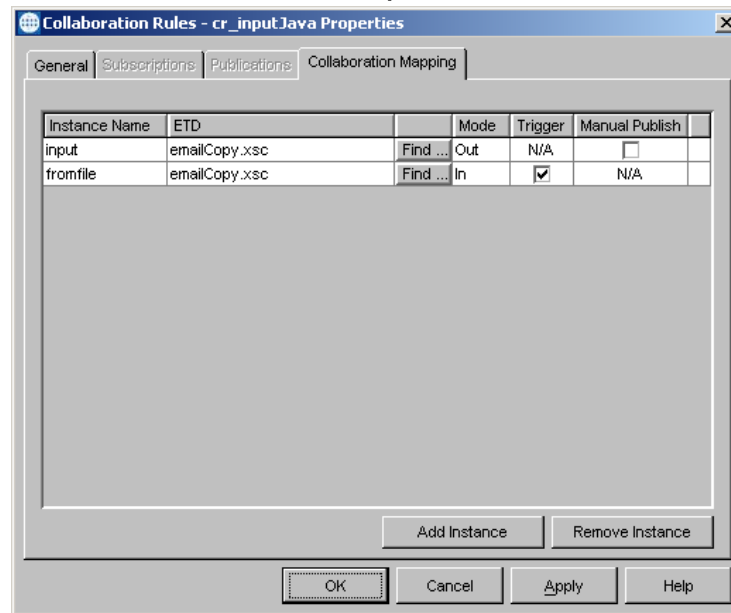 Collaboration Rules - cr_inputJava Properties
General Subscriptions Publications Collaboration Mapping
Instance Name ETD Mode Trigger Manual Publish
input emailCopy.xsc Find ... Out N/A
fromfile emailCopy.xsc Find ... In N/A
Add Instance Remove Instance
OK Cancel Apply Help